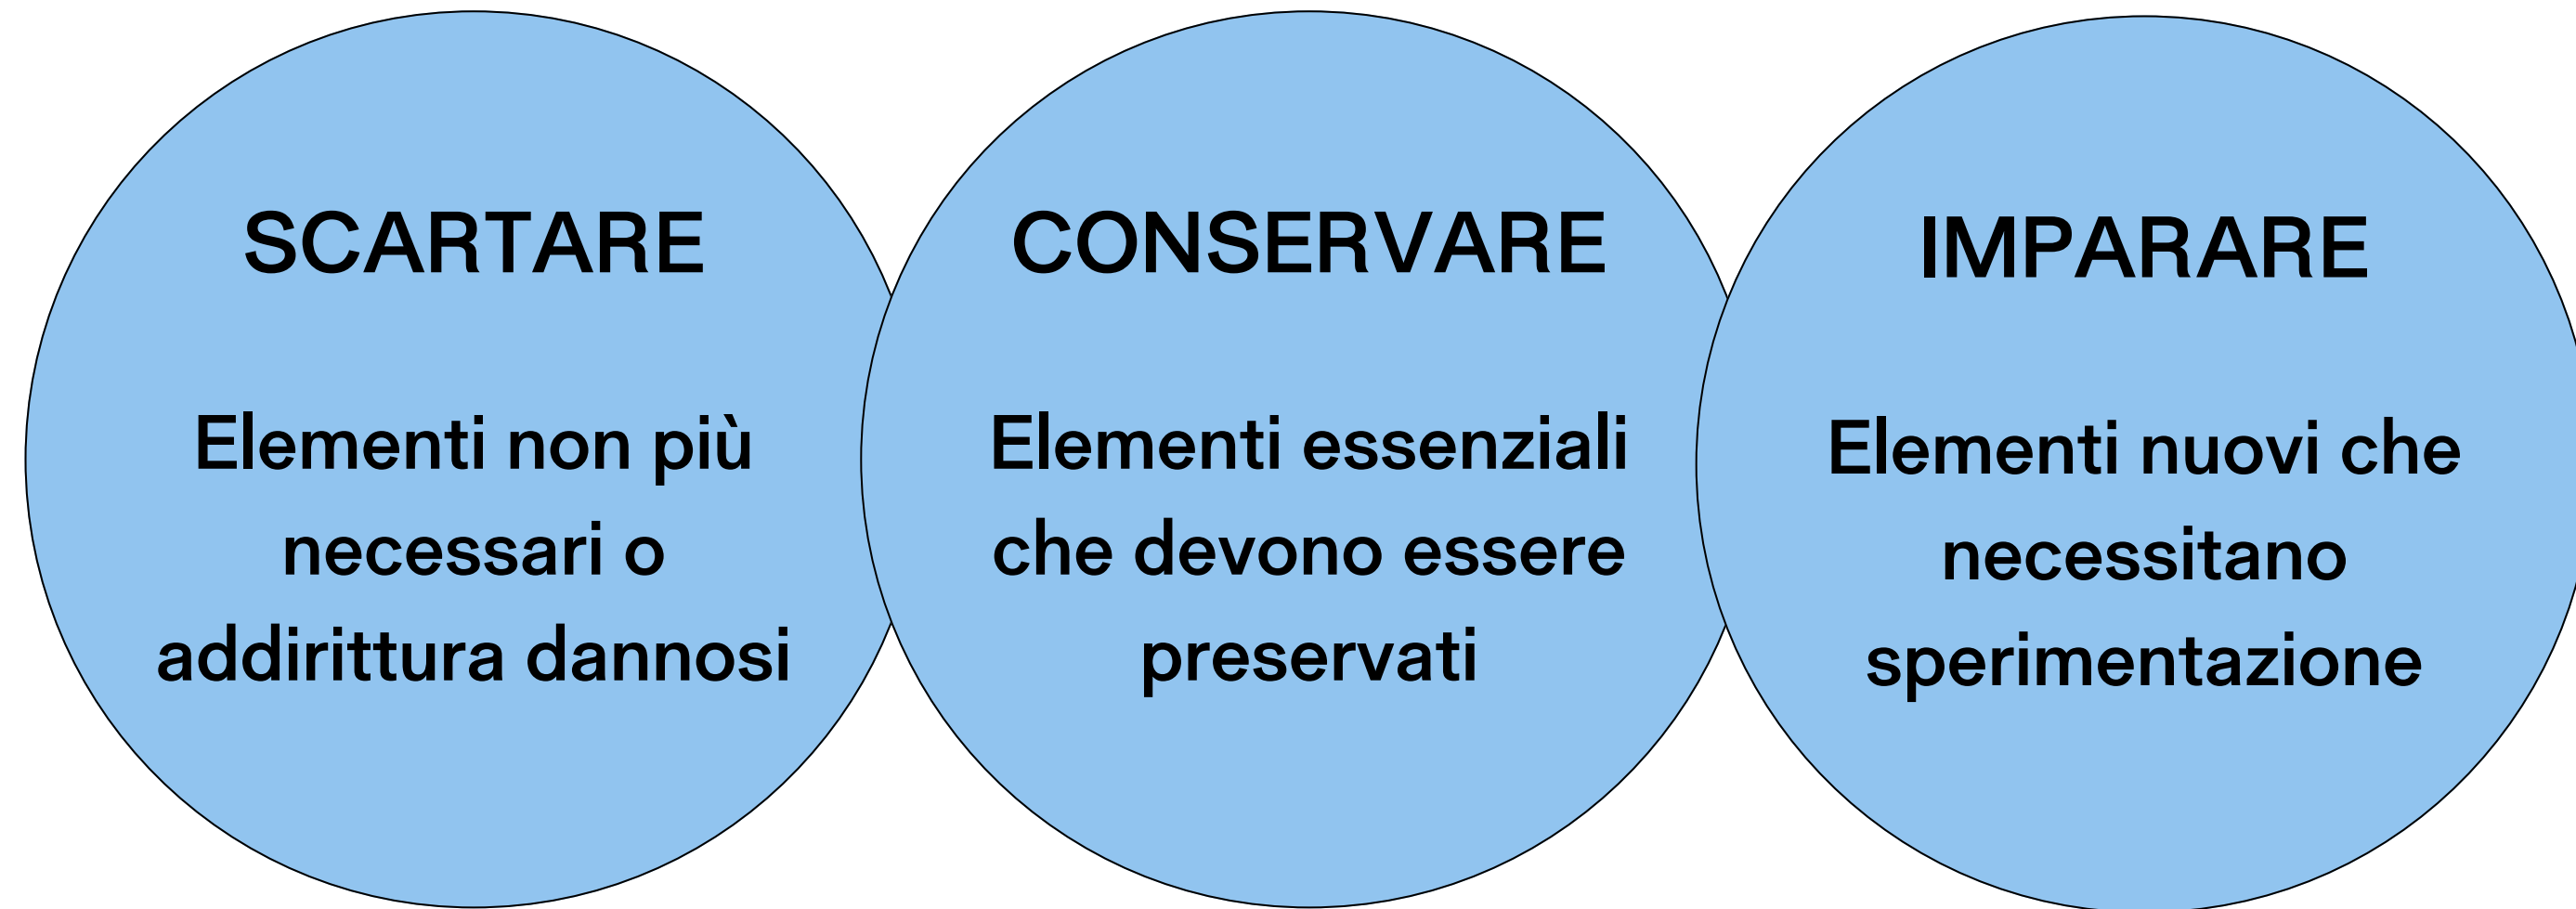 SCARTARE
Elementi non più
necessari o
addirittura dannosi
CONSERVARE
Elementi essenziali
che devono essere
preservati
IMPARARE
Elementi nuovi che
necessitano
sperimentazione